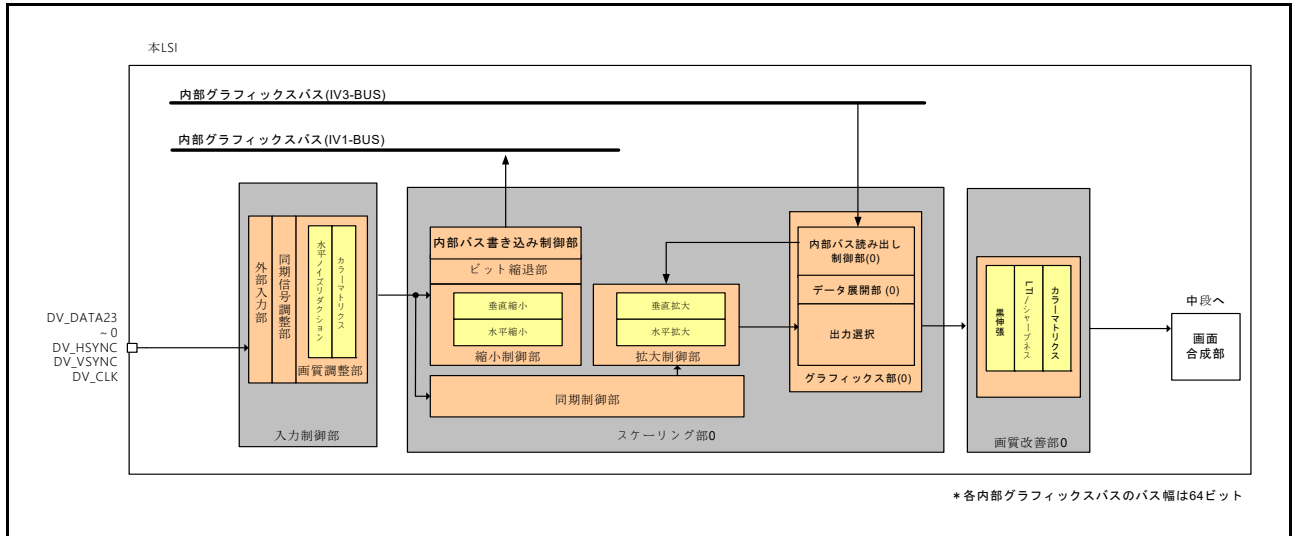 本LSI
内部グラフィックスバス(IV3-BUS)
内部グラフィックスバス(IV1-BUS)
DV_DATA23
~0
DV_HSYNC
DV_VSYNC
DV_CLK
外部入力部
同期信号調整部
水平ノイズリダクション
カラーマトリクス
画質調整部
入力制御部
内部バス書き込み制御部
ビット縮退部
垂直縮小
水平縮小
縮小制御部
同期制御部
垂直拡大
水平拡大
拡大制御部
内部バス読み出し
制御部(0)
データ展開部 (0)
出力選択
グラフィックス部(0)
スケーリング部0
黒伸張
LTI/シャープネス
カラーマトリクス
画質改善部0
中段へ
画面
合成部
*各内部グラフィックスバスのバス幅は64ビット